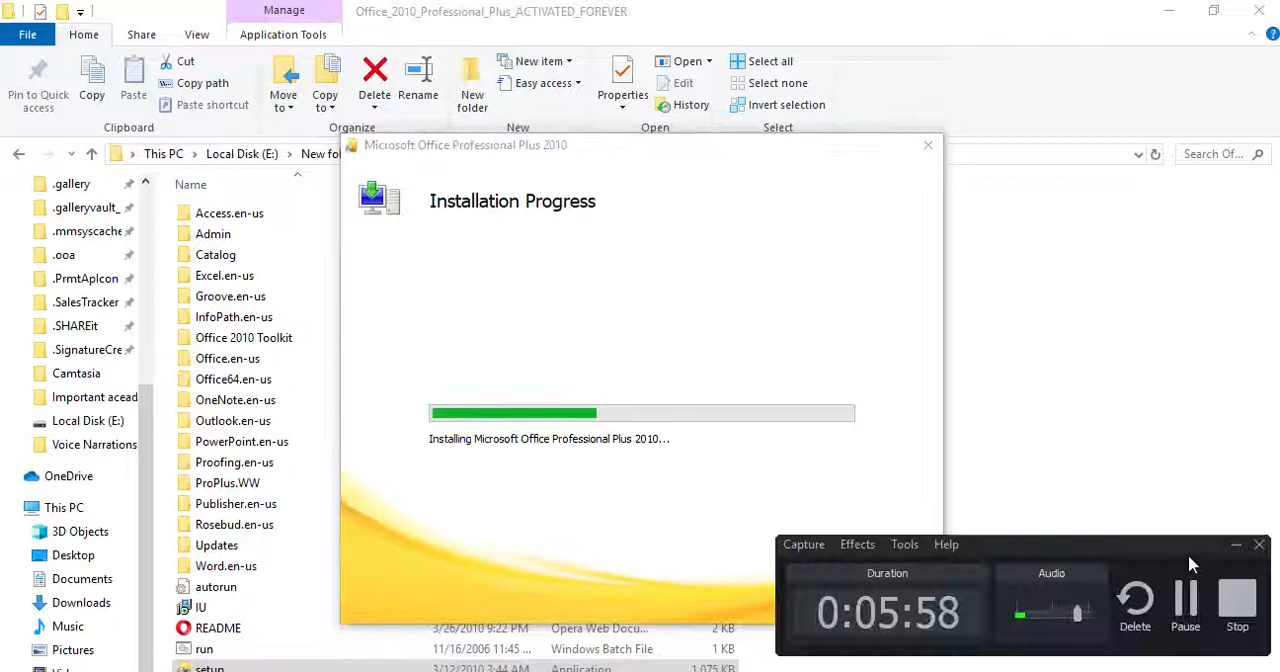 Manage
Office_2010_Professional_Plus_ACTIVATED_FOREVER
File
Home
Share
View
Application Tools
Pin to Quick access
Copy
Paste
Cut
Copy path
Paste shortcut
Clipboard
Move to
Copy to
Delete
Rename
Organize
New folder
New item
Easy access
New
Properties
Open
Edit
History
Open
Select all
Select none
Invert selection
Select
This PC > Local Disk (E:) > New fo
Search Of...
.gallery
.galleryvault_
.mmsyscache
.ooa
.PrmtAplcon
.SalesTracker
.SHAREit
.SignatureCre
Camtasia
Important acead
Local Disk (E:)
Voice Narrations
OneDrive
This PC
3D Objects
Desktop
Documents
Downloads
Music
Pictures
Name
Access.en-us
Admin
Catalog
Excel.en-us
Groove.en-us
InfoPath.en-us
Office 2010 Toolkit
Office.en-us
Office64.en-us
OneNote.en-us
Outlook.en-us
PowerPoint.en-us
Proofing.en-us
ProPlus.WW
Publisher.en-us
Rosebud.en-us
Updates
Word.en-us
autorun
IU
README 3/26/2010 9:22 PM Opera Web Docu... 2 KB
run 11/16/2006 11:45 ... Windows Batch File 1 KB
setup 3/12/2010 3:44 AM Application 1,075 KB
Microsoft Office Professional Plus 2010
Installation Progress
Installing Microsoft Office Professional Plus 2010...
Capture Effects Tools Help
Duration
0:05:58
Audio
Delete
Pause
Stop